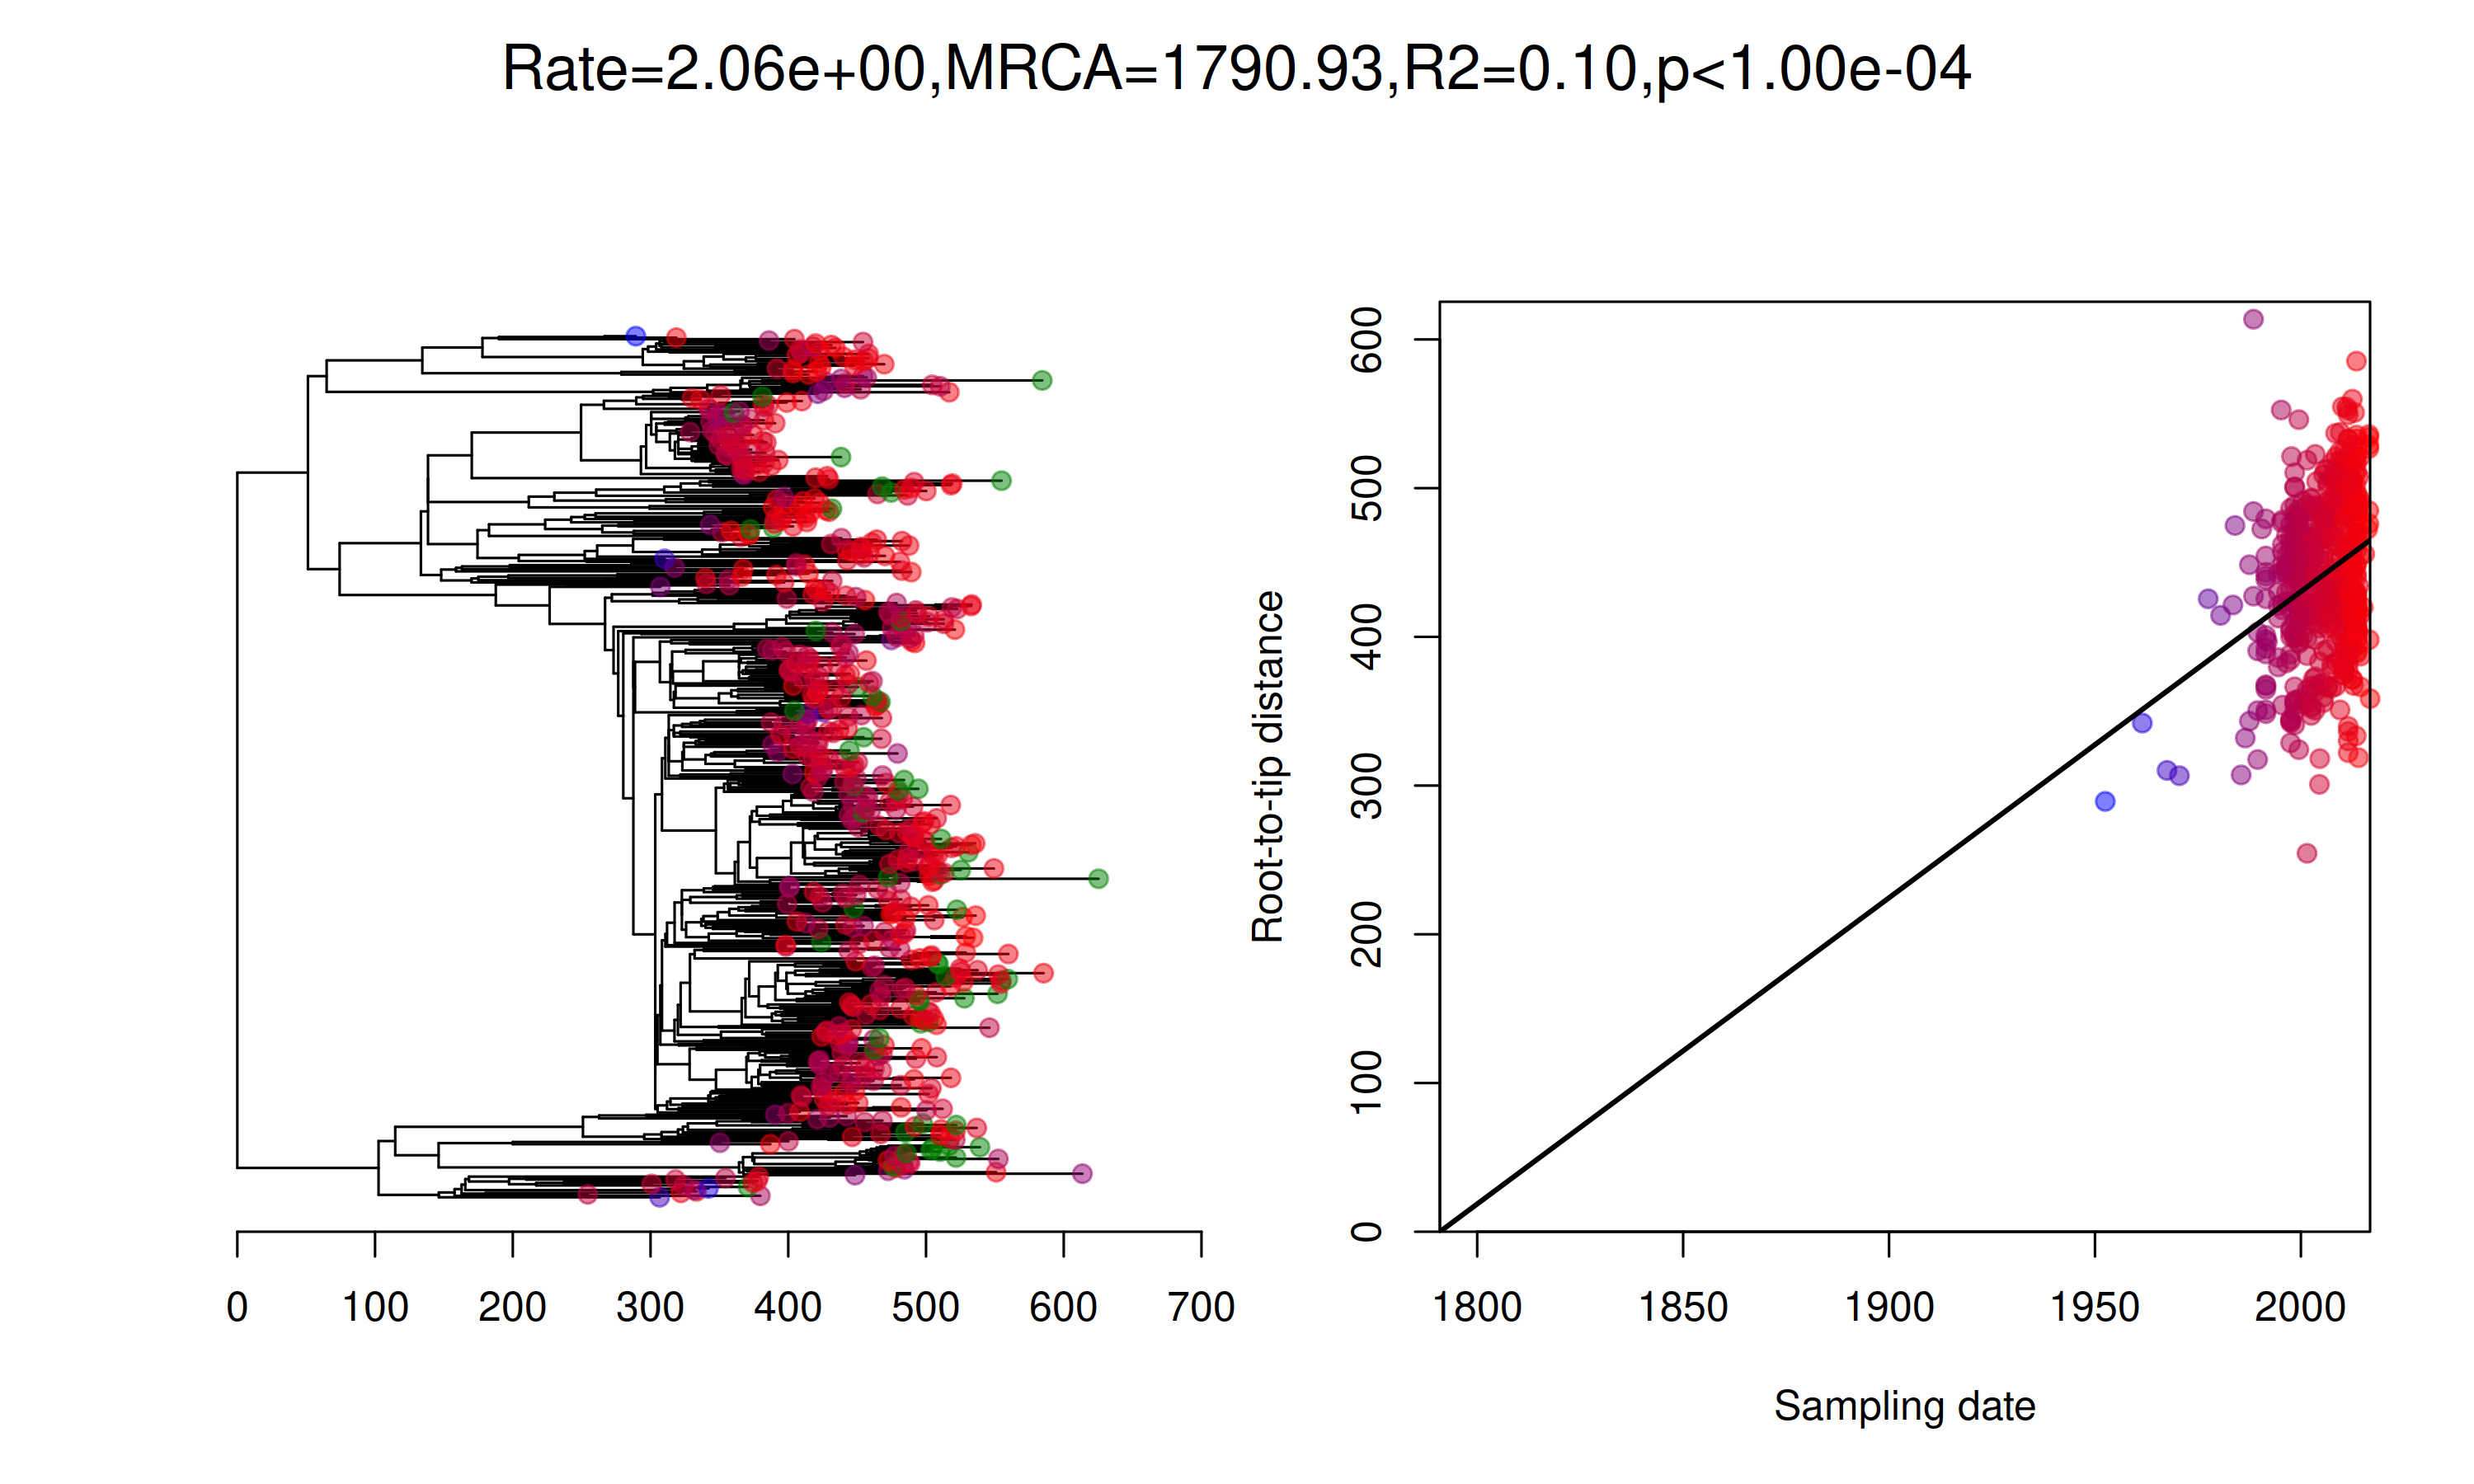 Rate=2.06e+00,MRCA=1790.93,R2=0.10,p<1.00e-04
0 100 200 300 400 500 600 700
Root-to-tip distance
0 100 200 300 400 500 600
1800 1850 1900 1950 2000
Sampling date